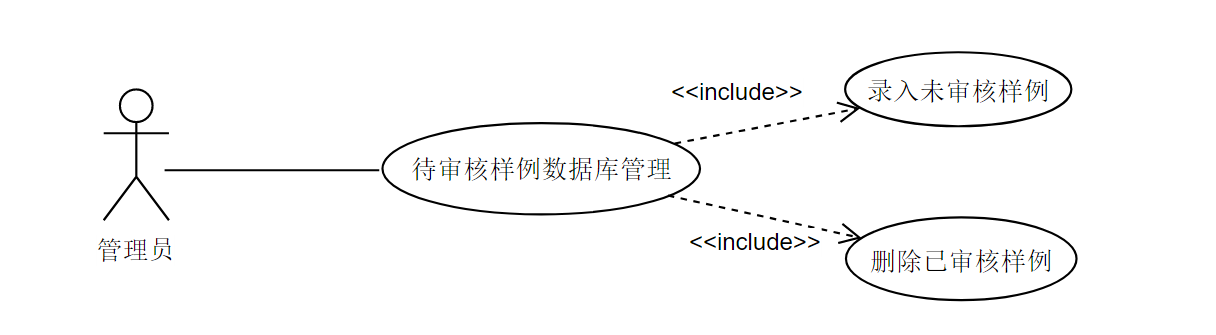 <<include>>
录入未审核样例
待审核样例数据库管理
管理员
<<include>>
删除已审核样例